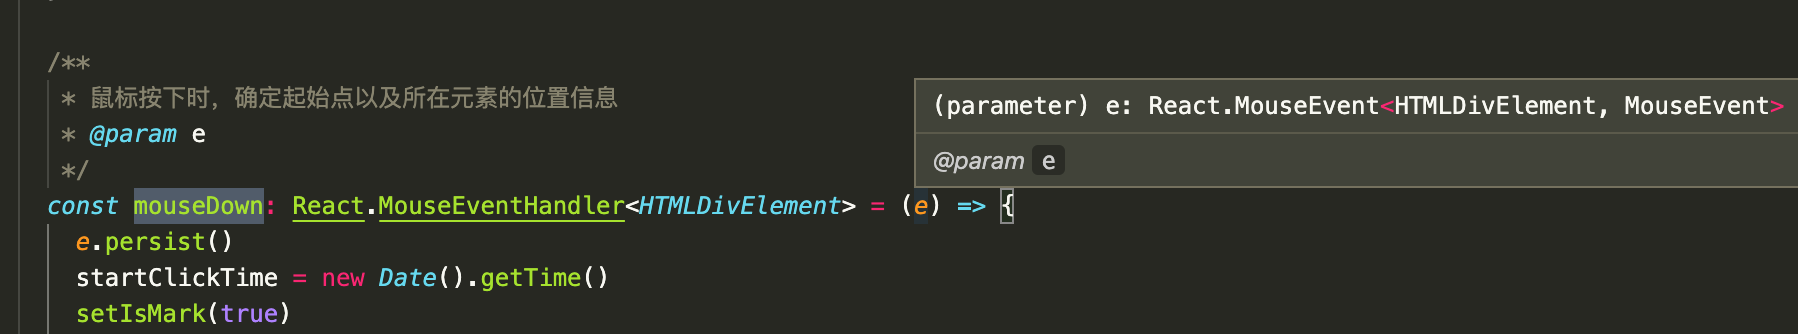 /**
* 鼠标按下时，确定起始点以及所在元素的位置信息
* @param e
*/
(parameter) e: React.MouseEvent<HTMLDivElement, MouseEvent>
@param e
const mouseDown: React.MouseEventHandler<HTMLDivElement> = (e) => {
e.persist()
startClickTime = new Date().getTime()
setIsMark(true)